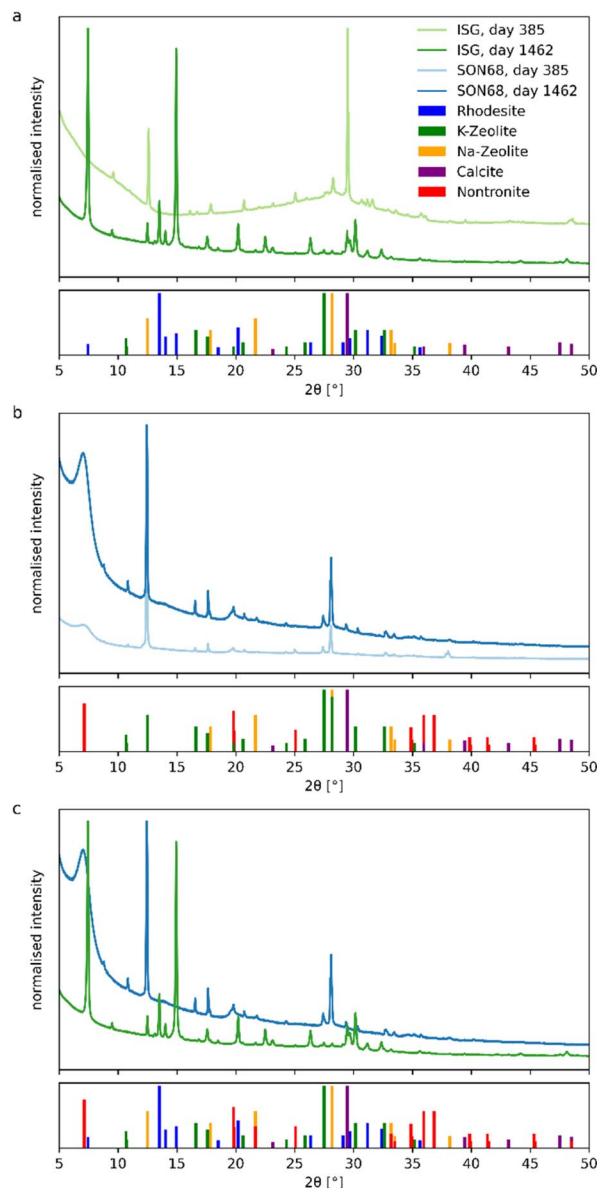 a
ISG, day 385
ISG, day 1462
SON68, day 385
SON68, day 1462
Rhodesite
K-Zeolite
Na-Zeolite
Calcite
Nontronite
normalised intensity
5 10 15 20 25 30 35 40 45 50
2θ [°]
b
normalised intensity
5 10 15 20 25 30 35 40 45 50
2θ [°]
c
normalised intensity
5 10 15 20 25 30 35 40 45 50
2θ [°]